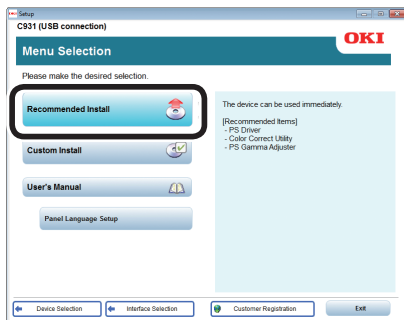 OKI Setup
C931 (USB connection)
OKI
Menu Selection
Please make the desired selection.
Recommended Install
Custom Install
User's Manual
Panel Language Setup
The device can be used immediately.
[Recommended Items]
- PS Driver
- Color Correct Utility
- PS Gamma Adjuster
Device Selection
Interface Selection
Customer Registration
Exit